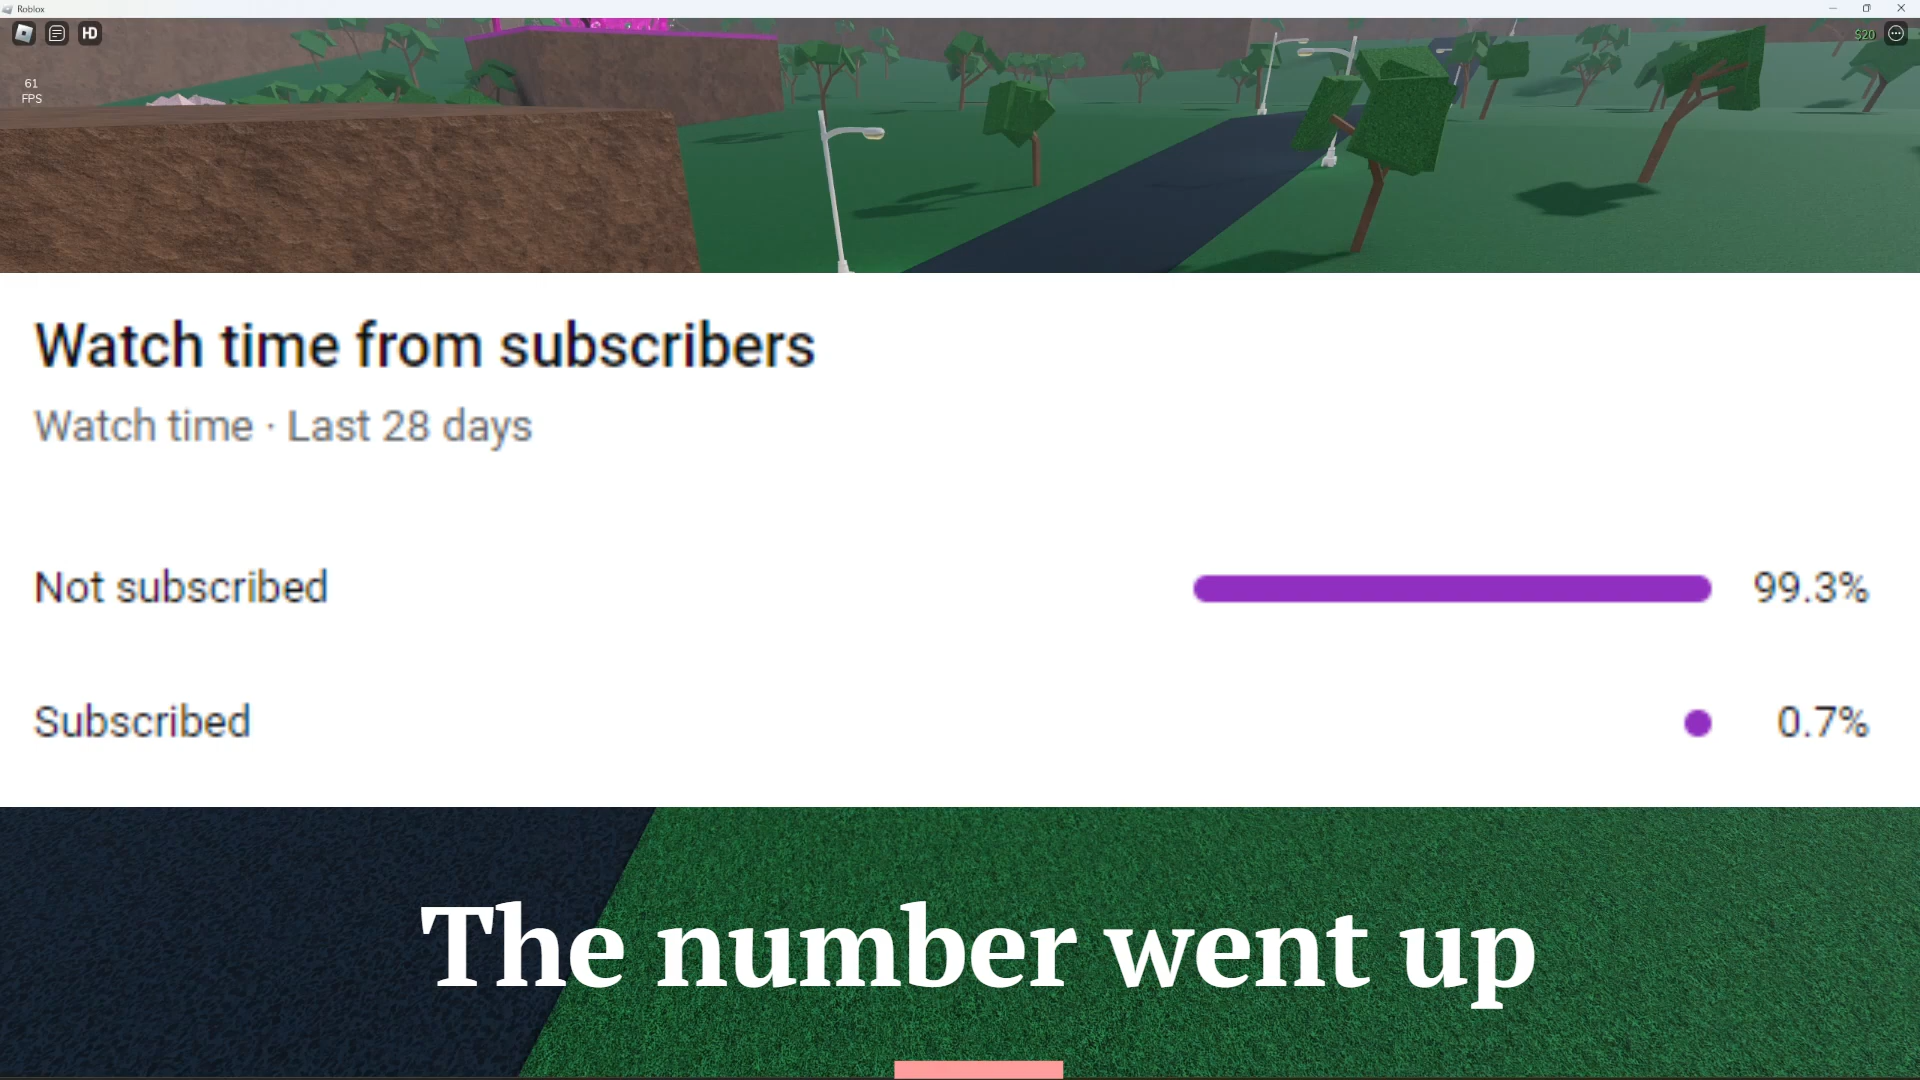 Roblox
HD
$20
61
FPS
Watch time from subscribers
Watch time · Last 28 days
Not subscribed
99.3%
Subscribed
0.7%
The number went up